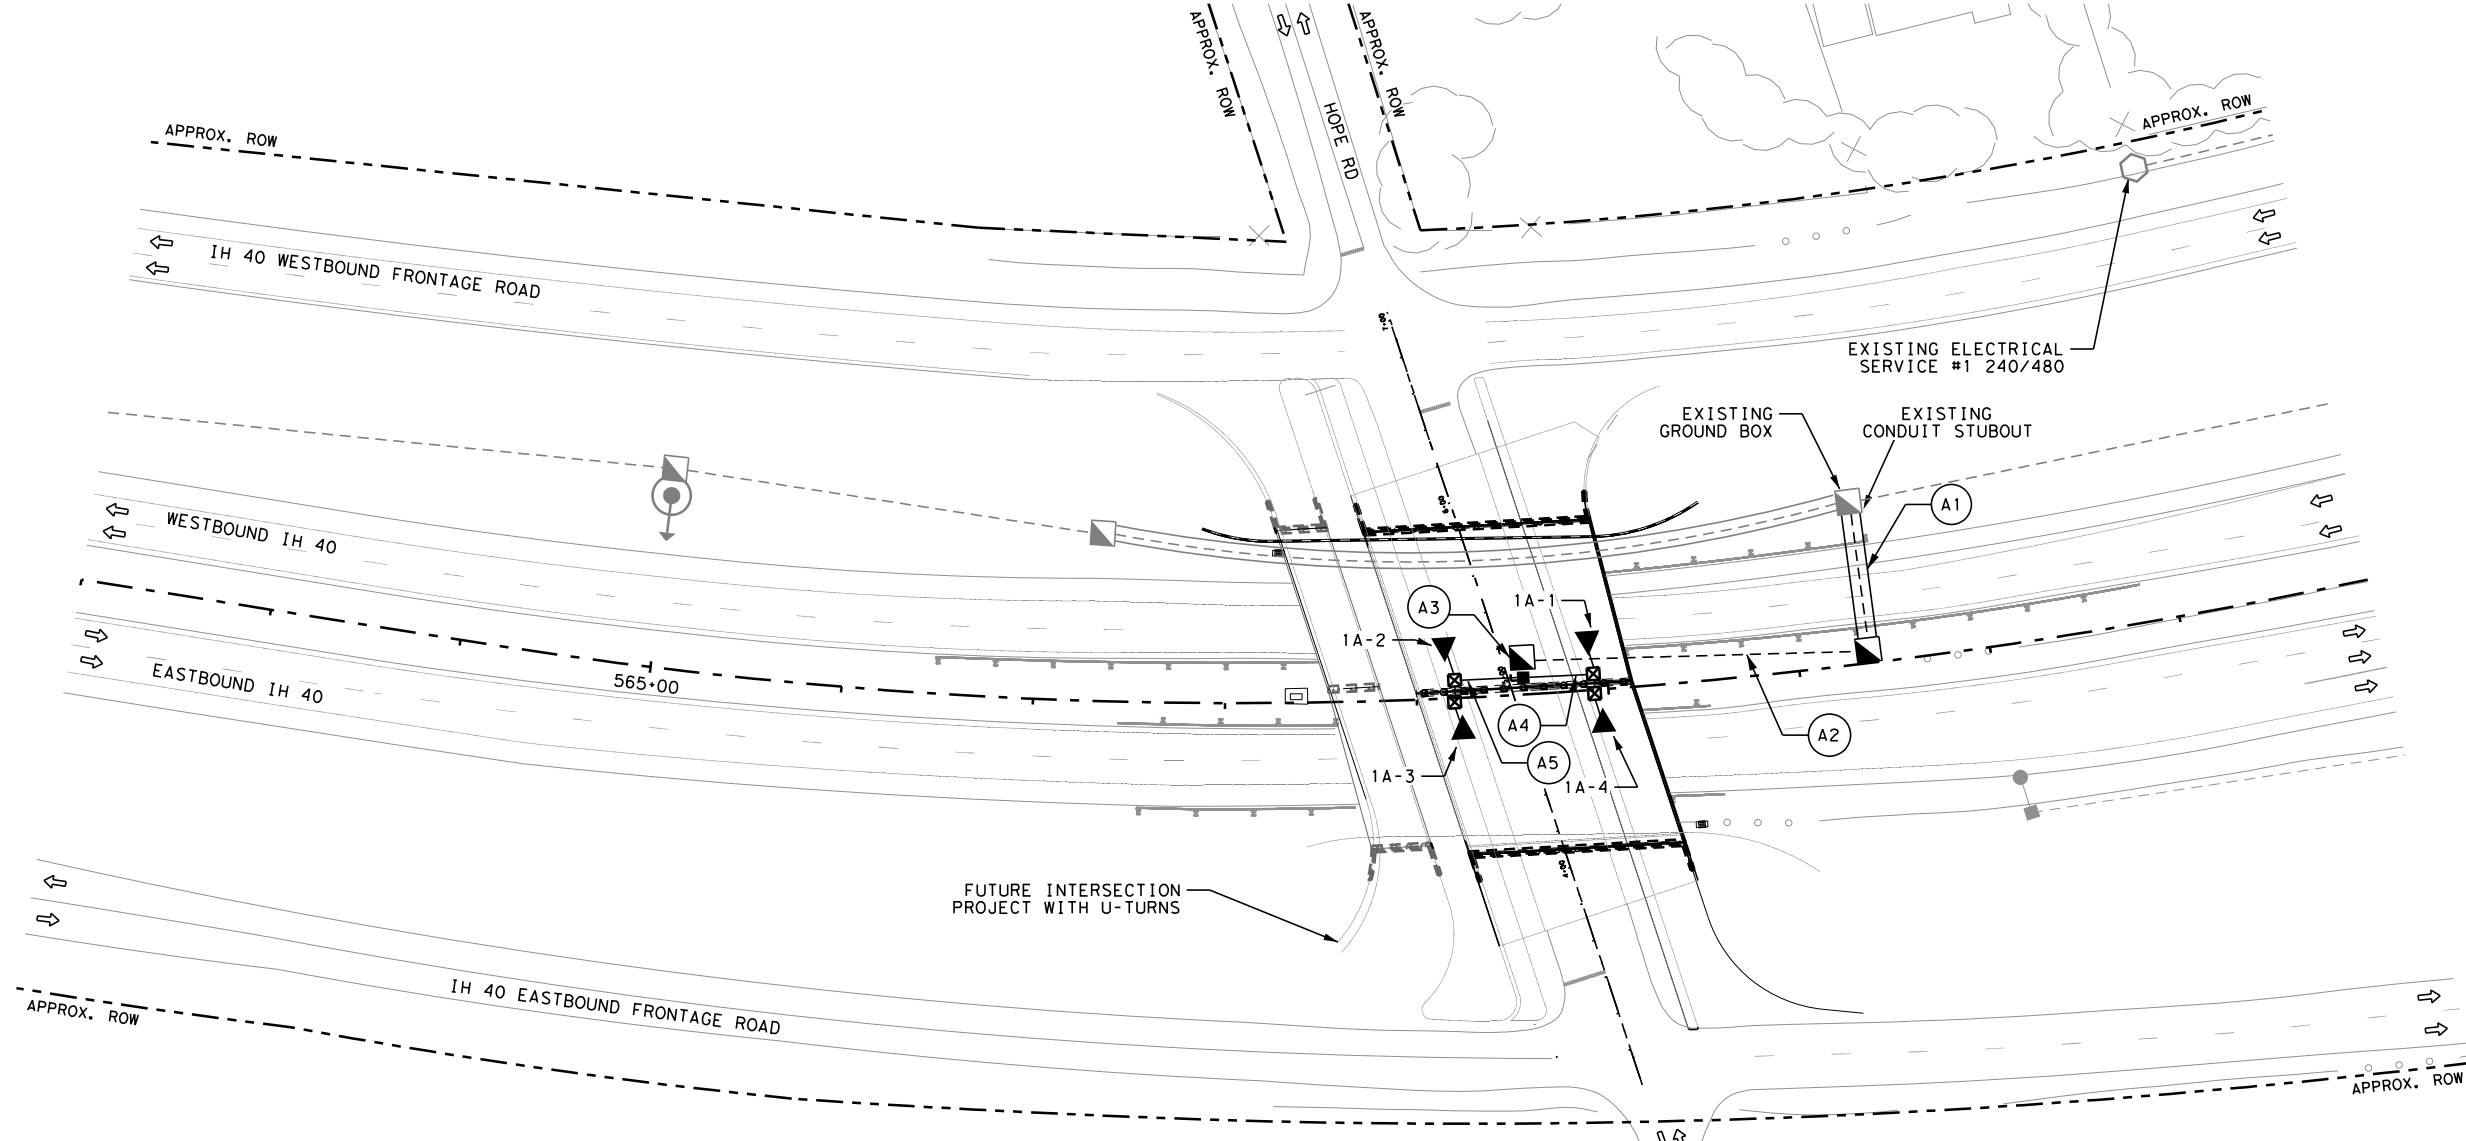 APPROX. ROW
APPROX. ROW
HOPE RD
APPROX. ROW
APPROX. ROW
IH 40 WESTBOUND FRONTAGE ROAD
EXISTING ELECTRICAL
SERVICE #1 240/480
EXISTING
GROUND BOX
EXISTING
CONDUIT STUBOUT
A1
WESTBOUND IH 40
A3
1A-1
1A-2
565+00
EASTBOUND IH 40
A4
A2
A5
1A-3
1A-4
FUTURE INTERSECTION
PROJECT WITH U-TURNS
IH 40 EASTBOUND FRONTAGE ROAD
APPROX. ROW
APPROX. ROW